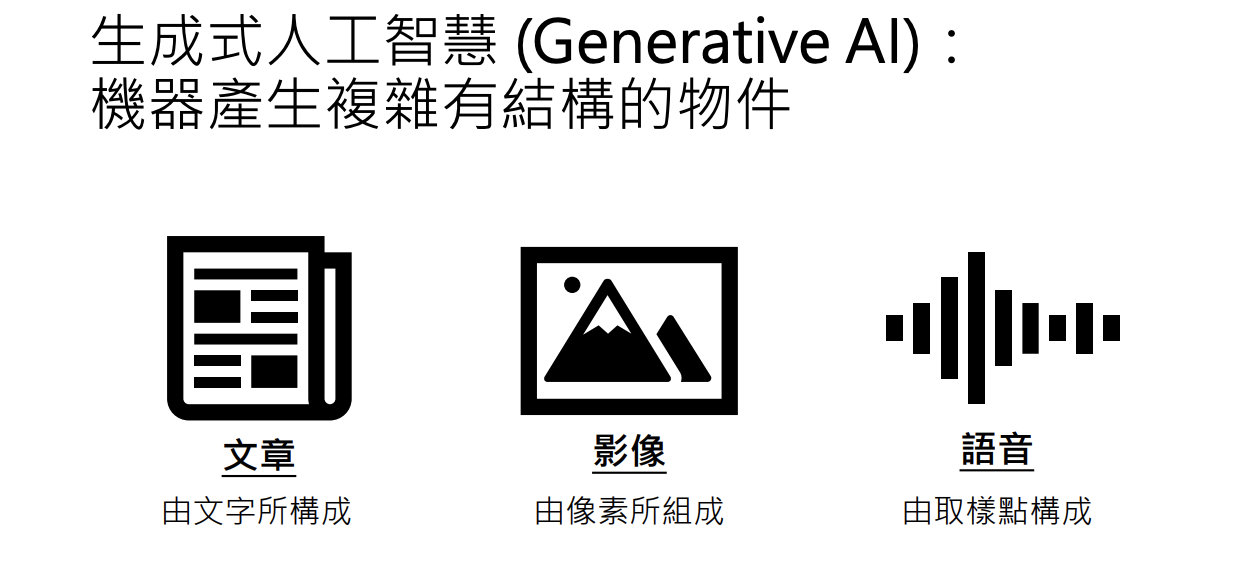 生成式人工智慧 (Generative AI)：
機器產生複雜有結構的物件
文章
由文字所構成
影像
由像素所組成
語音
由取樣點構成